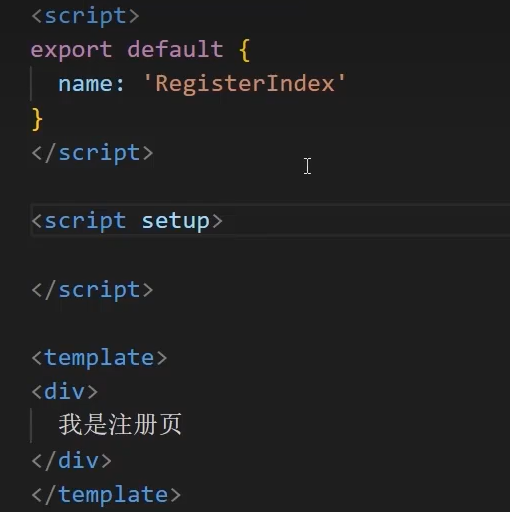 <script>
export default {
  name: 'RegisterIndex'
}
</script>
<script setup>
</script>
<template>
<div>
  我是注册页
</div>
</template>